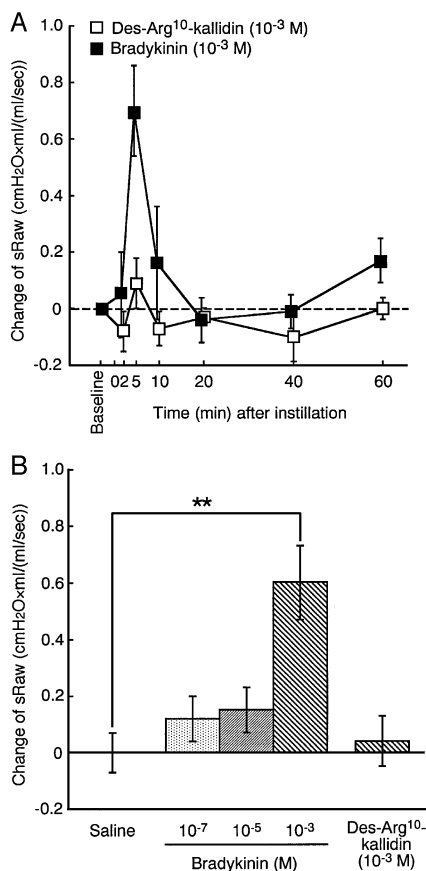 A
Des-Arg10-kallidin (10-3 M)
Bradykinin (10-3 M)
Change of sRaw (cmH2O×ml/(ml/sec))
1.0
0.8
0.6
0.4
0.2
0
-0.2
Baseline
0 2 5 10 20 40 60
Time (min) after instillation
B
Change of sRaw (cmH2O×ml/(ml/sec))
1.0
0.8
0.6
0.4
0.2
0
-0.2
**
Saline
10-7 10-5 10-3
Bradykinin (M)
Des-Arg10-
kallidin
(10-3 M)